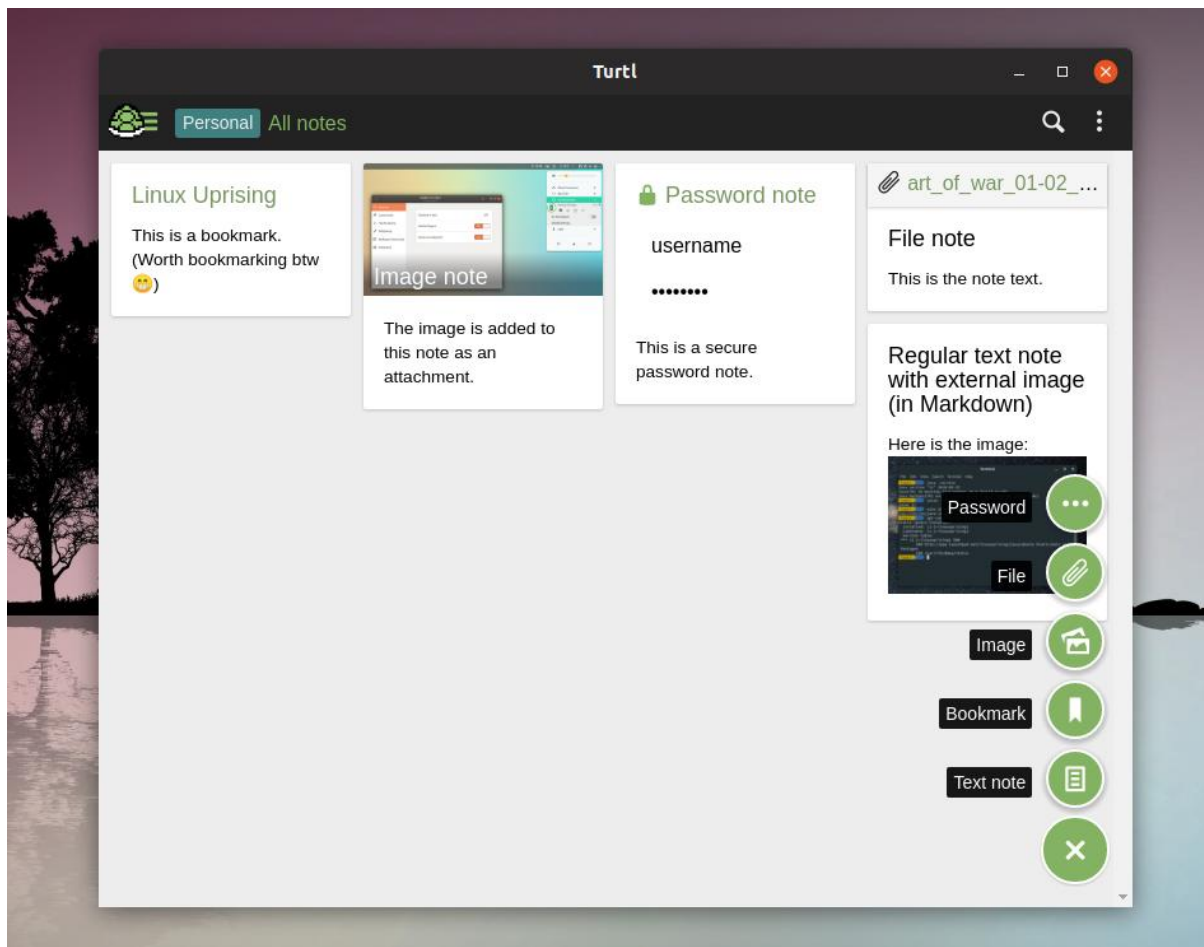 Turtl
Personal All notes
Linux Uprising
This is a bookmark.
(Worth bookmarking btw
😁)
Image note
The image is added to
this note as an
attachment.
Password note
username
••••••••
This is a secure
password note.
art_of_war_01-02_...
File note
This is the note text.
Regular text note
with external image
(in Markdown)
Here is the image:
Password
File
Image
Bookmark
Text note